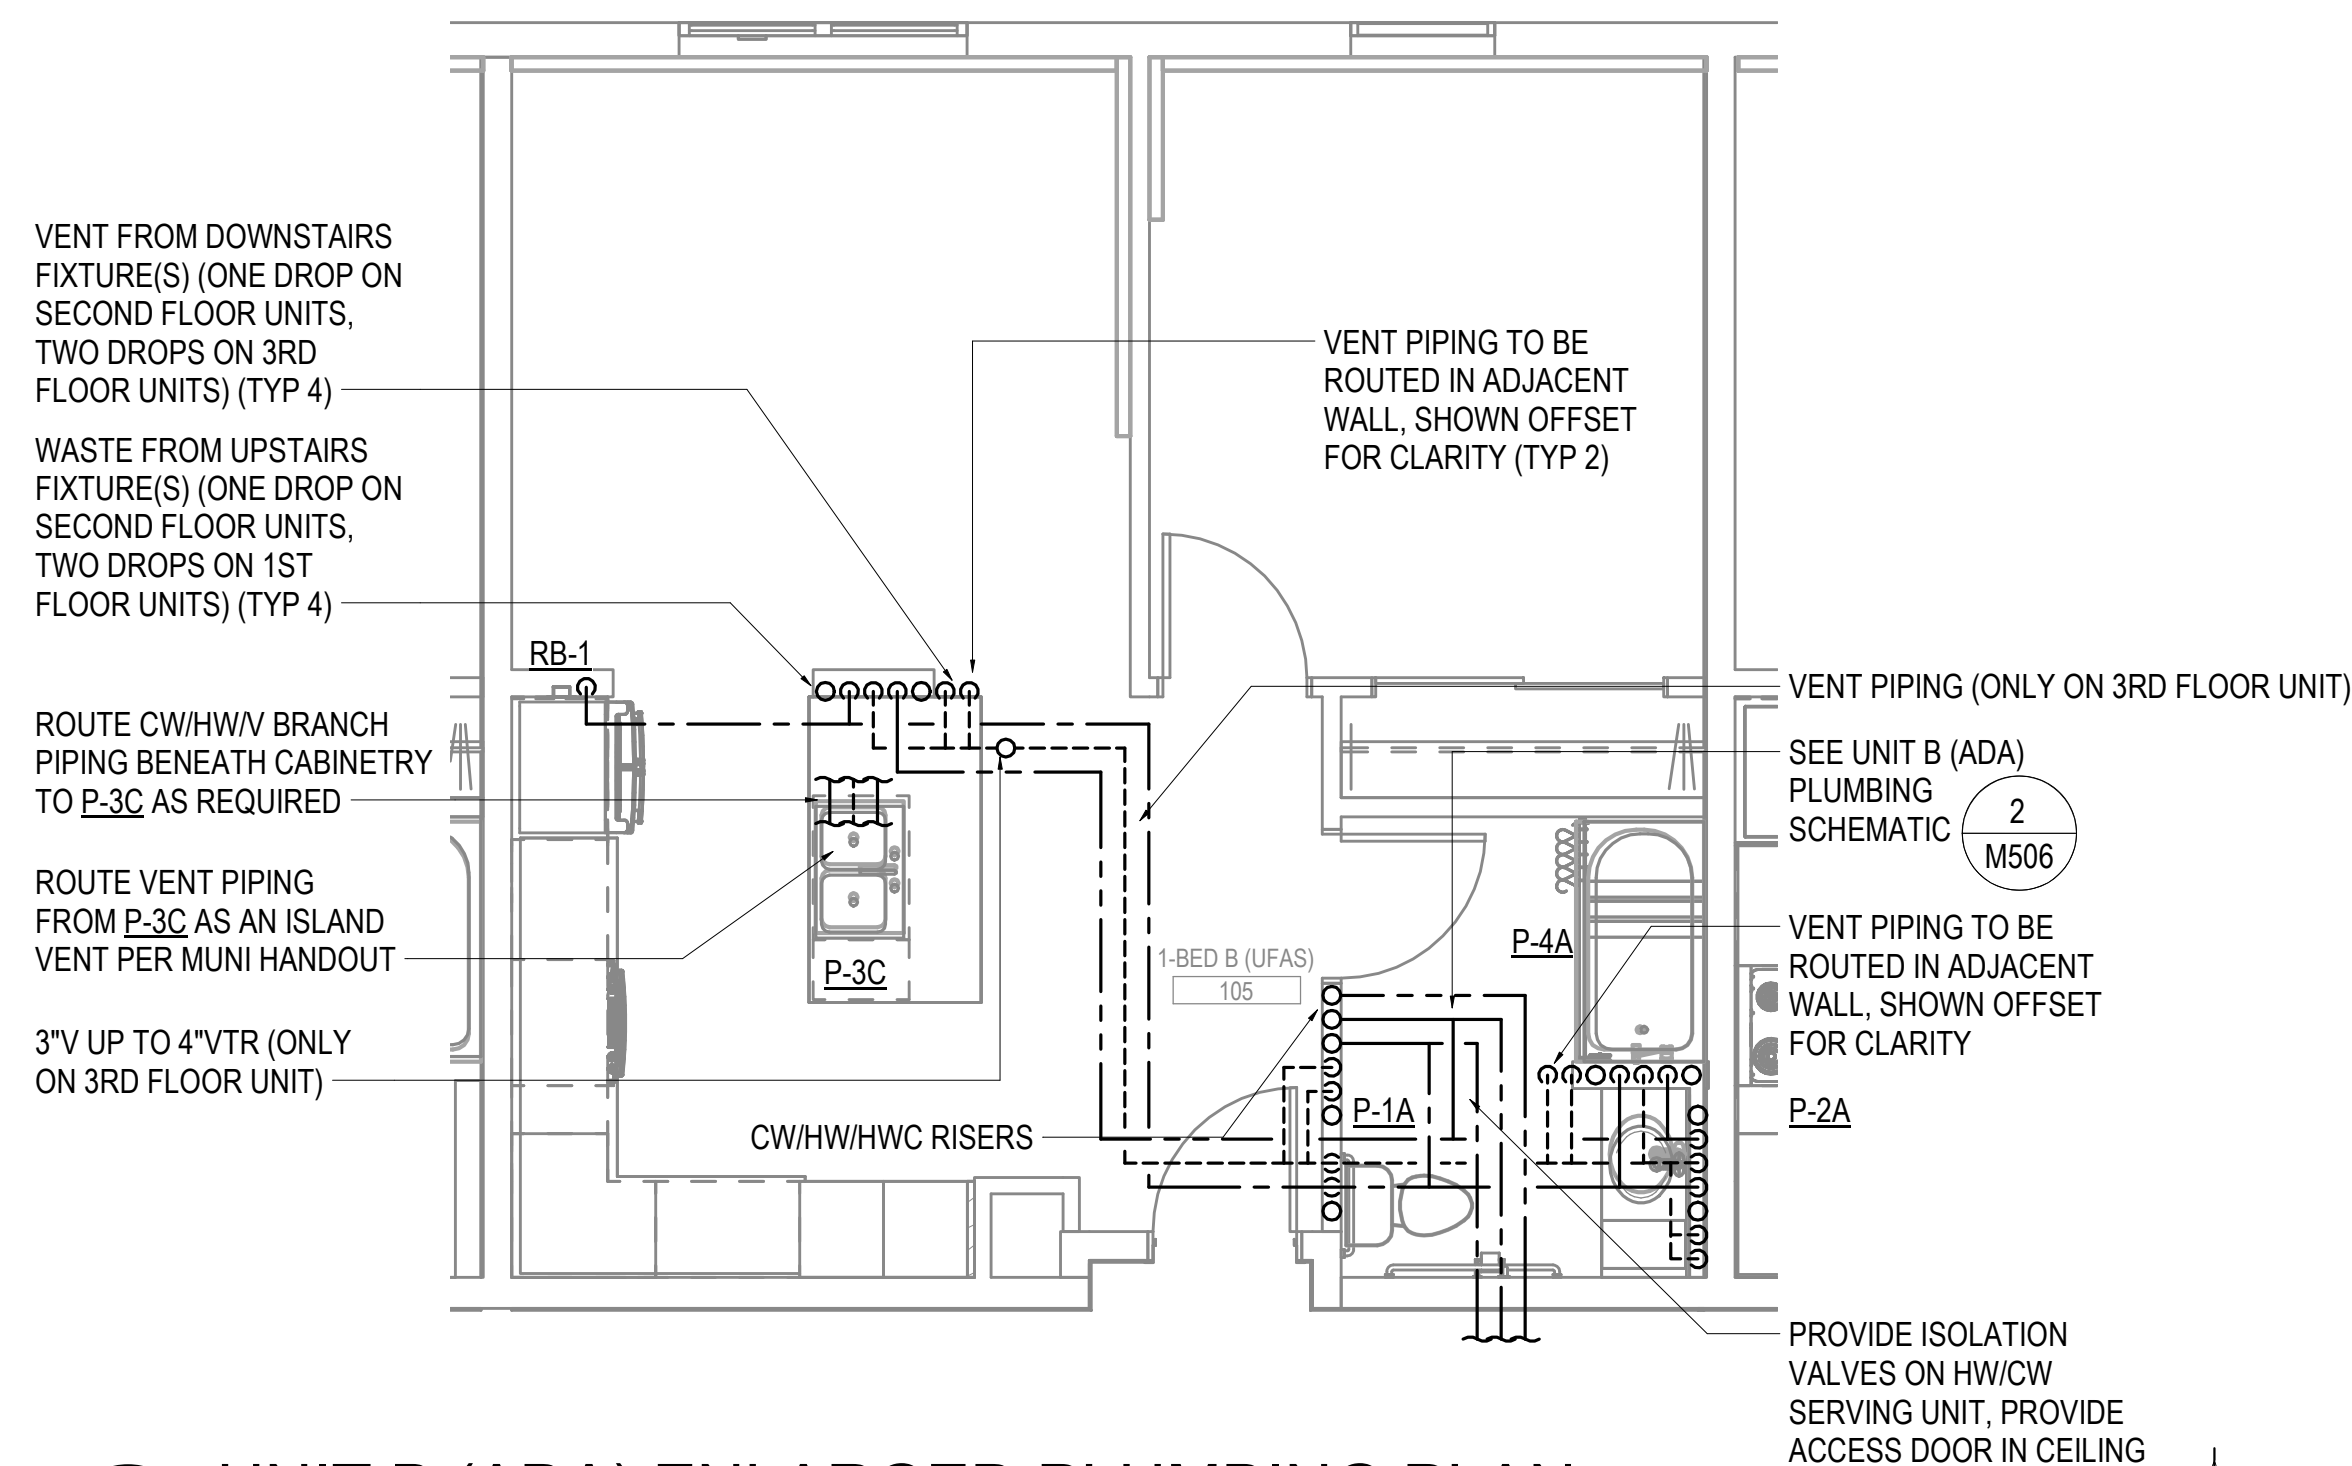 VENT FROM DOWNSTAIRS
FIXTURE(S) (ONE DROP ON
SECOND FLOOR UNITS,
TWO DROPS ON 3RD
FLOOR UNITS) (TYP 4)
WASTE FROM UPSTAIRS
FIXTURE(S) (ONE DROP ON
SECOND FLOOR UNITS,
TWO DROPS ON 1ST
FLOOR UNITS) (TYP 4)
VENT PIPING TO BE
ROUTED IN ADJACENT
WALL, SHOWN OFFSET
FOR CLARITY (TYP 2)
RB-1
ROUTE CW/HW/V BRANCH
PIPING BENEATH CABINETRY
TO P-3C AS REQUIRED
ROUTE VENT PIPING
FROM P-3C AS AN ISLAND
VENT PER MUNI HANDOUT
3"V UP TO 4"VTR (ONLY
ON 3RD FLOOR UNIT)
P-3C
CW/HW/HWC RISERS
1-BED B (UFAS)
105
P-4A
P-1A
VENT PIPING (ONLY ON 3RD FLOOR UNIT)
SEE UNIT B (ADA)
PLUMBING
SCHEMATIC
2
M506
VENT PIPING TO BE
ROUTED IN ADJACENT
WALL, SHOWN OFFSET
FOR CLARITY
P-2A
PROVIDE ISOLATION
VALVES ON HW/CW
SERVING UNIT, PROVIDE
ACCESS DOOR IN CEILING
UNIT B (ADA) ENLARGED PLUMBING PLAN